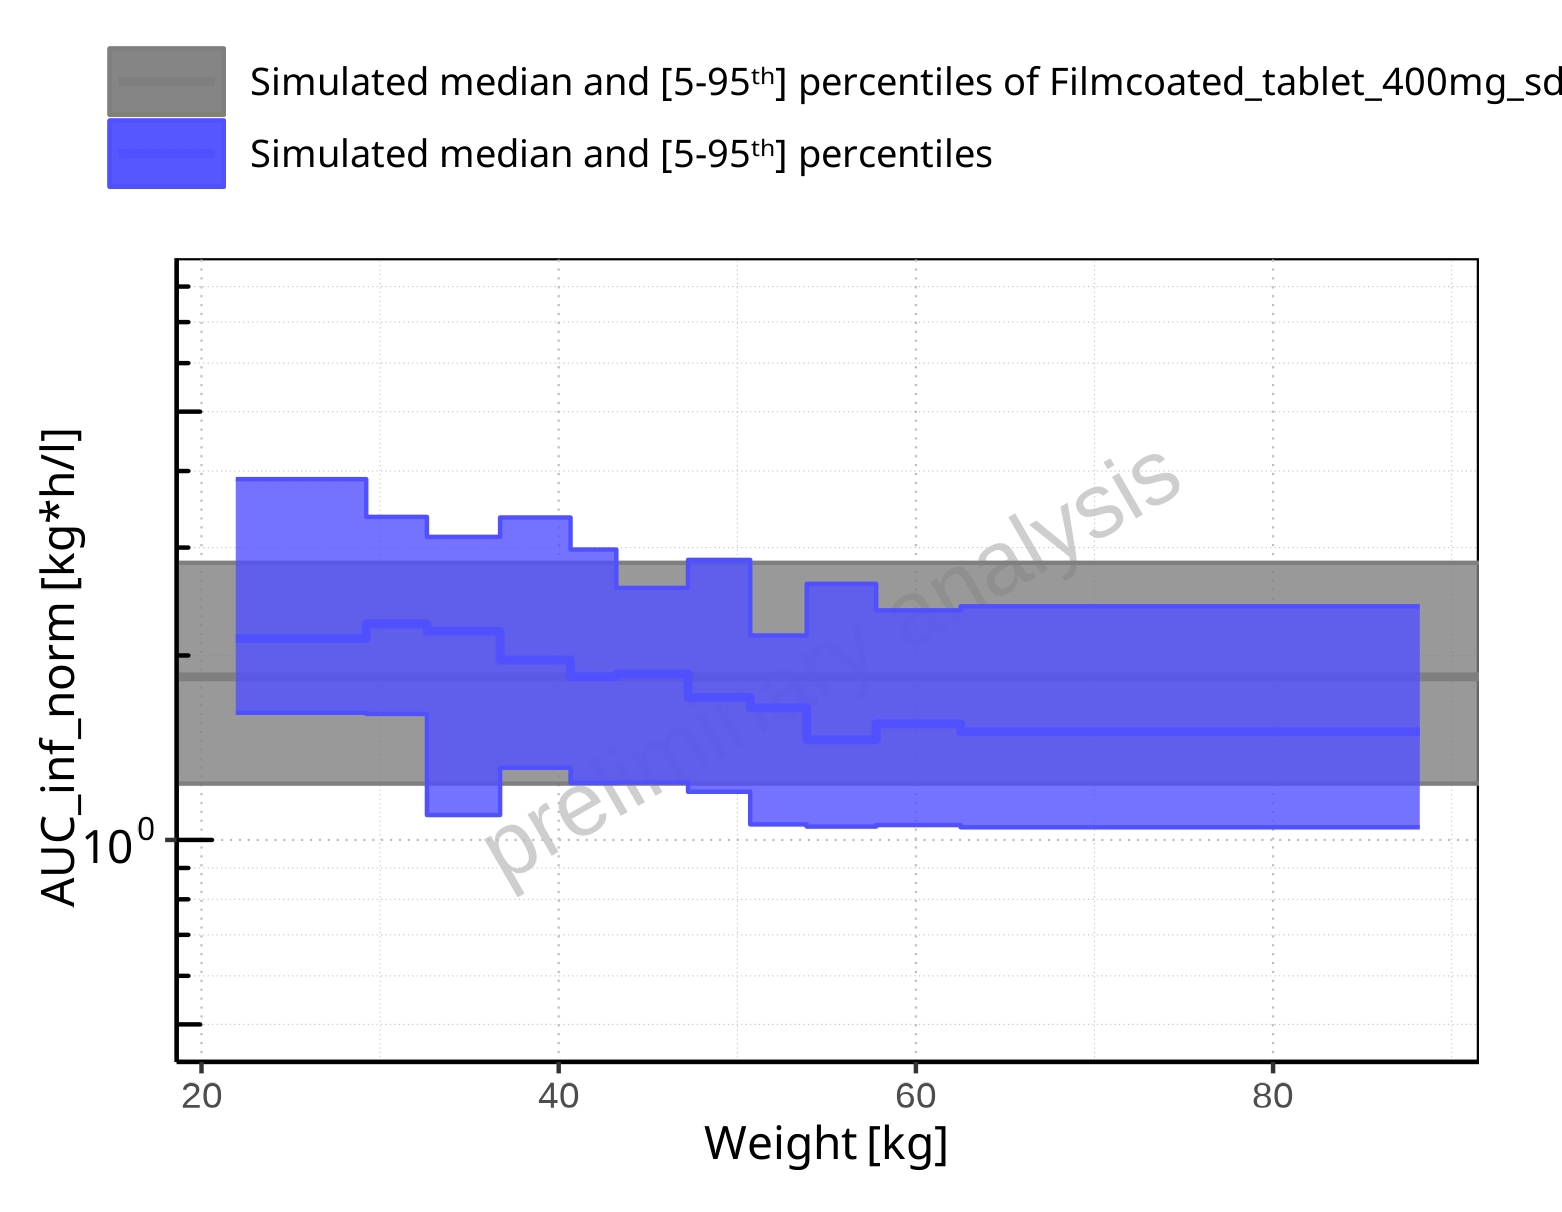 Simulated median and [5-95ᵗʰ] percentiles of Filmcoated_tablet_400mg_sd
Simulated median and [5-95ᵗʰ] percentiles
AUC_inf_norm [kg*h/l]
10⁰
preliminary analysis
20 40 60 80
Weight [kg]